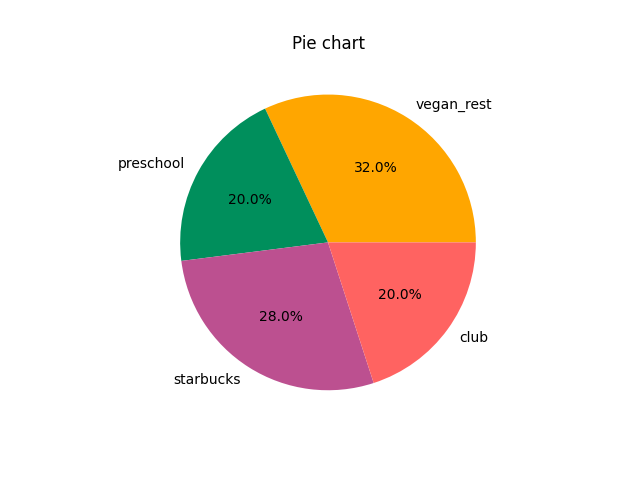 Pie chart
vegan_rest
32.0%
preschool
20.0%
starbucks
28.0%
club
20.0%